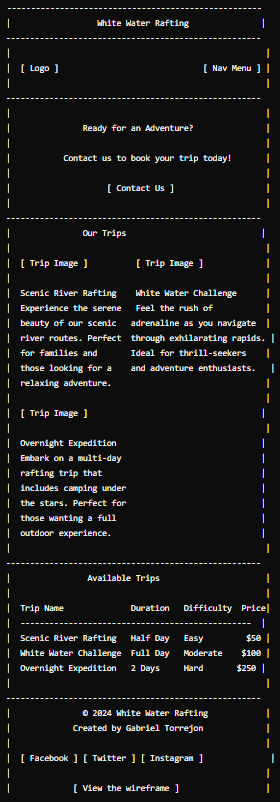 White Water Rafting
[ Logo ] [ Nav Menu ]
Ready for an Adventure?
Contact us to book your trip today!
[ Contact Us ]
Our Trips
[ Trip Image ] [ Trip Image ]
Scenic River Rafting White Water Challenge
Experience the serene Feel the rush of
beauty of our scenic adrenaline as you navigate
river routes. Perfect through exhilarating rapids.
for families and Ideal for thrill-seekers
those looking for a and adventure enthusiasts.
relaxing adventure.
[ Trip Image ]
Overnight Expedition
Embark on a multi-day
rafting trip that
includes camping under
the stars. Perfect for
those wanting a full
outdoor experience.
Available Trips
Trip Name Duration Difficulty Price
Scenic River Rafting Half Day Easy $50
White Water Challenge Full Day Moderate $100
Overnight Expedition 2 Days Hard $250
© 2024 White Water Rafting
Created by Gabriel Torrejon
[ Facebook ] [ Twitter ] [ Instagram ]
[ View the wireframe ]